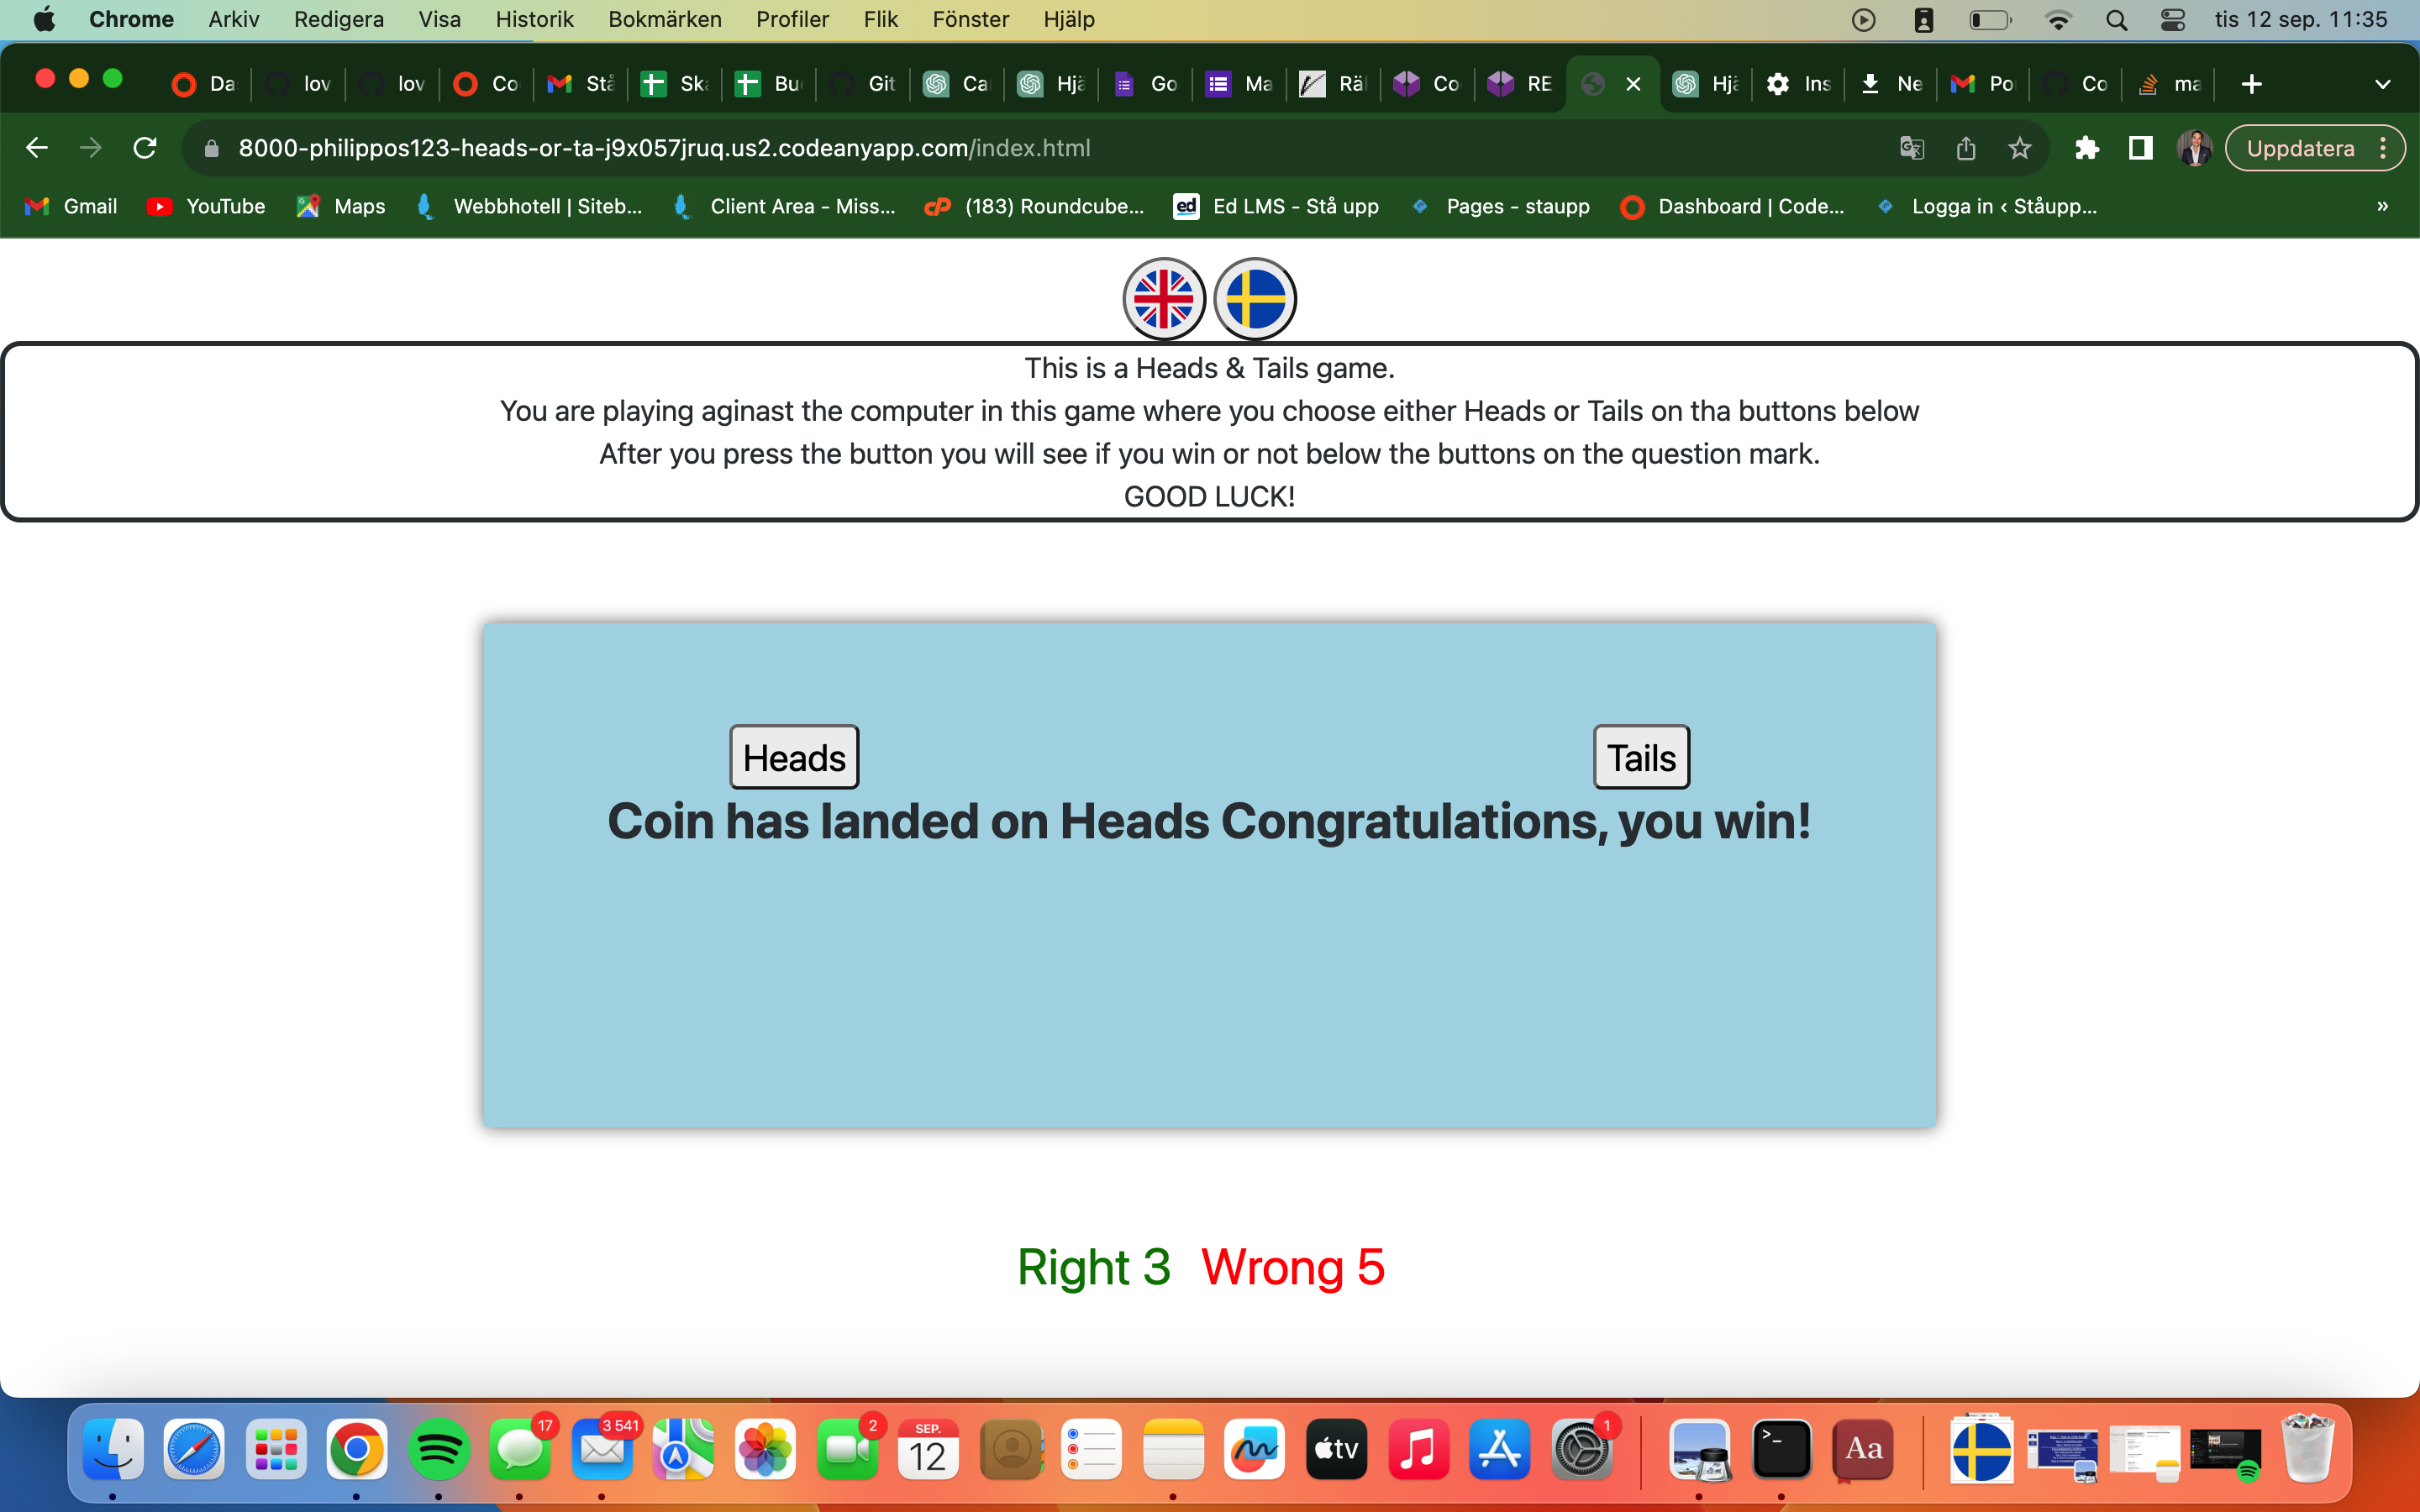 Chrome Arkiv Redigera Visa Historik Bokmärken Profiler Flik Fönster Hjälp tis 12 sep. 11:35
Da lov lov Co Stå Sk Bu Git Ca Hjä Go Ma Räl Co RE Hjä Ins Ne Po Co ma
8000-philippos123-heads-or-ta-j9x057jruq.us2.codeanyapp.com/index.html Uppdatera
Gmail YouTube Maps Webbhotell | Siteb... Client Area - Miss... (183) Roundcube... Ed LMS - Stå upp Pages - staupp Dashboard | Code... Logga in ‹ Ståupp... »
This is a Heads & Tails game.
You are playing aginast the computer in this game where you choose either Heads or Tails on tha buttons below
After you press the button you will see if you win or not below the buttons on the question mark.
GOOD LUCK!
Heads Tails
Coin has landed on Heads Congratulations, you win!
Right 3 Wrong 5
17 3 541 2 SEP. 12 tv 1 >_ Aa